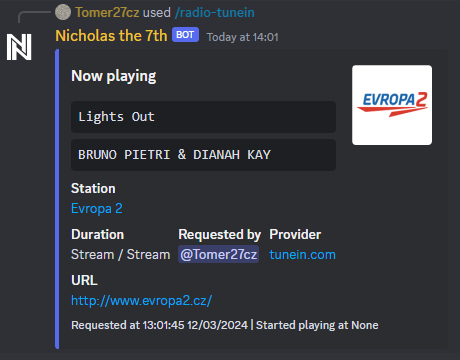 Tomer27cz used /radio-tunein
N
Nicholas the 7th BOT Today at 14:01
Now playing
EVROPA 2
Lights Out
BRUNO PIETRI & DIANAH KAY
Station
Evropa 2
Duration Requested by Provider
Stream / Stream @Tomer27cz tunein.com
URL
http://www.evropa2.cz/
Requested at 13:01:45 12/03/2024 | Started playing at None